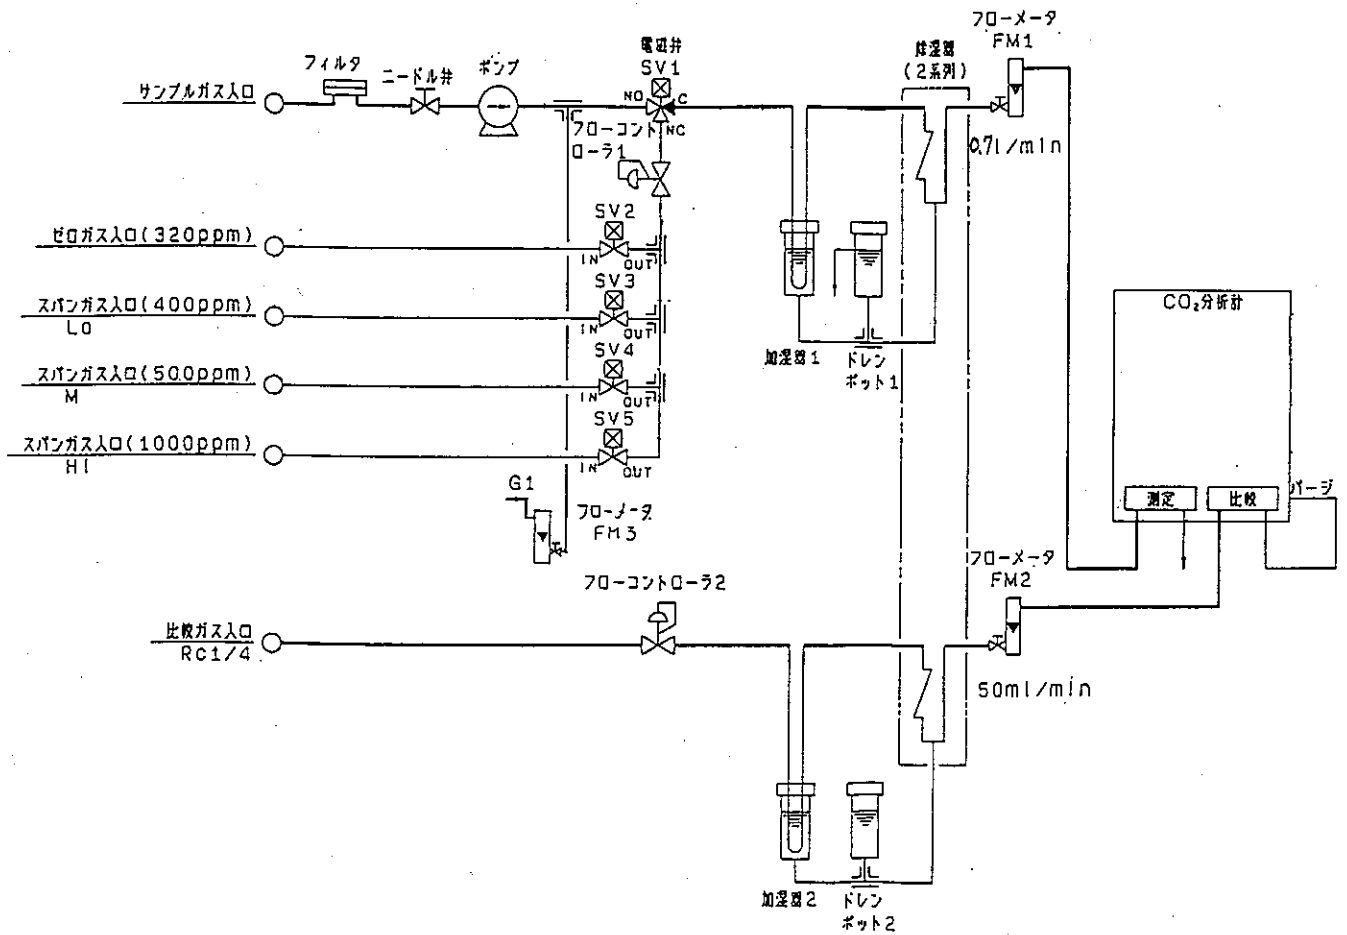 フローメータ
FM1
電磁弁
SV1
除湿器
(2系列)
フィルタ
ニードル弁
ポンプ
サンプルガス入口
NO
C
NC
フローコント
ローラ1
0.7l/min
SV2
ゼロガス入口(320ppm)
IN
OUT
SV3
スパンガス入口(400ppm)
Lo
IN
OUT
CO₂分析計
SV4
加湿器1
ドレン
ポット1
スパンガス入口(500ppm)
M
IN
OUT
SV5
スパンガス入口(1000ppm)
HI
IN
OUT
G1
フローメータ
FM3
測定
比較
パージ
フローメータ
FM2
フローコントローラ2
比較ガス入口
Rc1/4
50ml/min
加湿器2
ドレン
ポット2